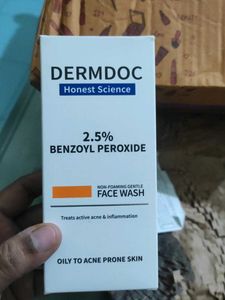 DERMDOC
Honest Science
2.5%
BENZOYL PEROXIDE
NON-FOAMING GENTLE
FACE WASH
Treats active acne & inflammation
OILY TO ACNE PRONE SKIN